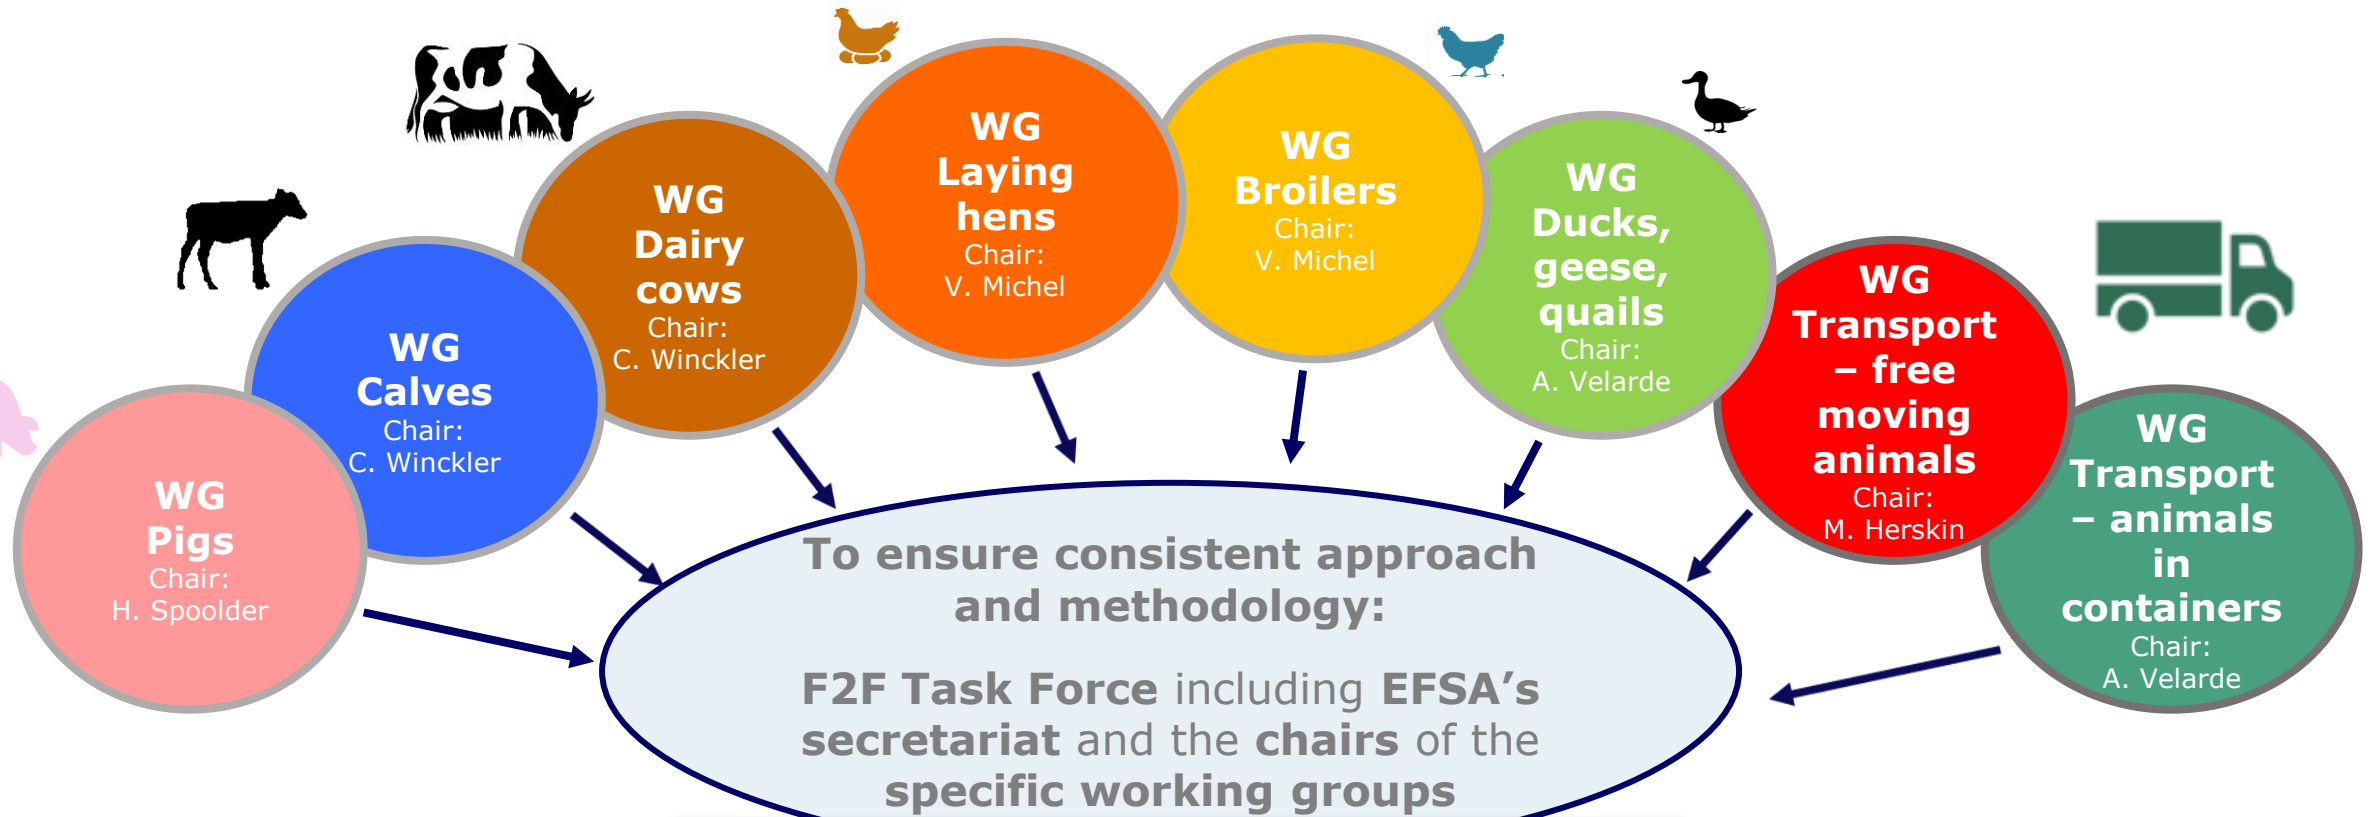 WG
Pigs
Chair:
H. Spoolder
WG
Calves
Chair:
C. Winckler
WG
Dairy
cows
Chair:
C. Winckler
WG
Laying
hens
Chair:
V. Michel
WG
Broilers
Chair:
V. Michel
WG
Ducks,
geese,
quails
Chair:
A. Velarde
WG
Transport
– free
moving
animals
Chair:
M. Herskin
WG
Transport
– animals
in
containers
Chair:
A. Velarde
To ensure consistent approach
and methodology:
F2F Task Force including EFSA’s
secretariat and the chairs of the
specific working groups